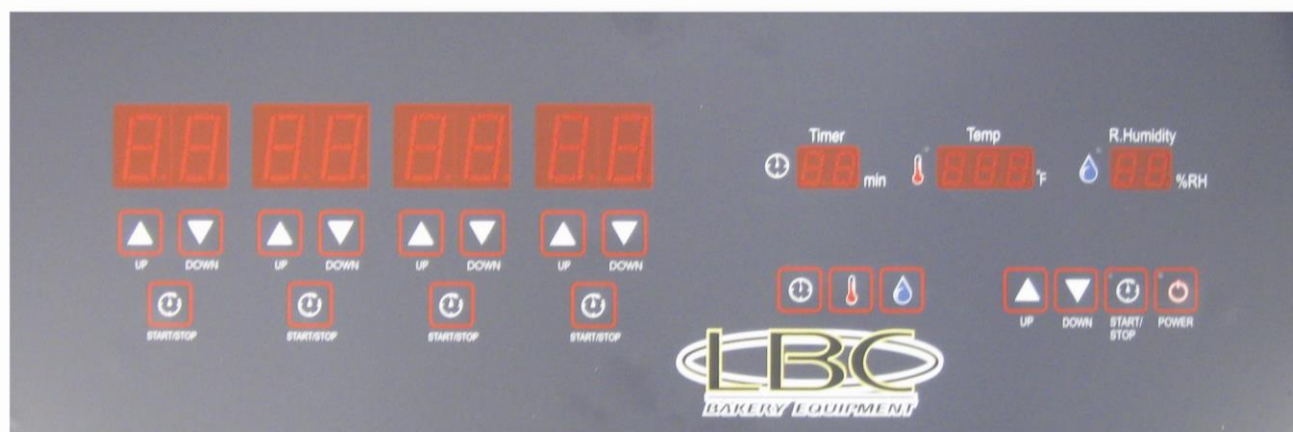 Timer
Temp
R.Humidity
min
°F
%RH
UP DOWN UP DOWN UP DOWN UP DOWN
START/STOP START/STOP START/STOP START/STOP
UP DOWN START/ STOP POWER
LBC
BAKERY EQUIPMENT